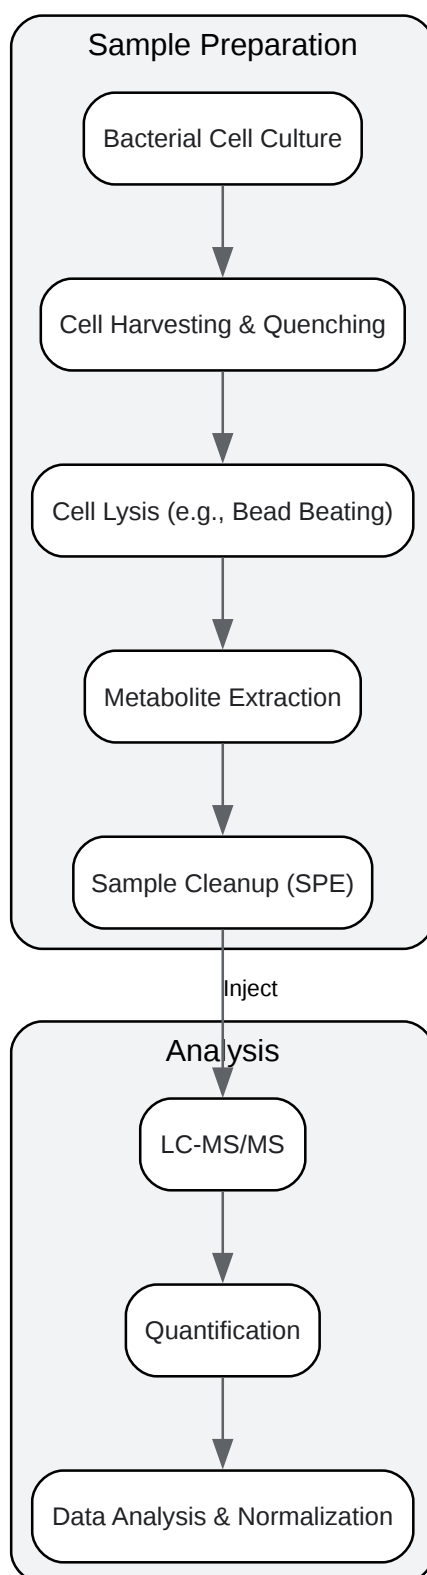 Sample Preparation
Bacterial Cell Culture
Cell Harvesting & Quenching
Cell Lysis (e.g., Bead Beating)
Metabolite Extraction
Sample Cleanup (SPE)
Inject
Analysis
LC-MS/MS
Quantification
Data Analysis & Normalization